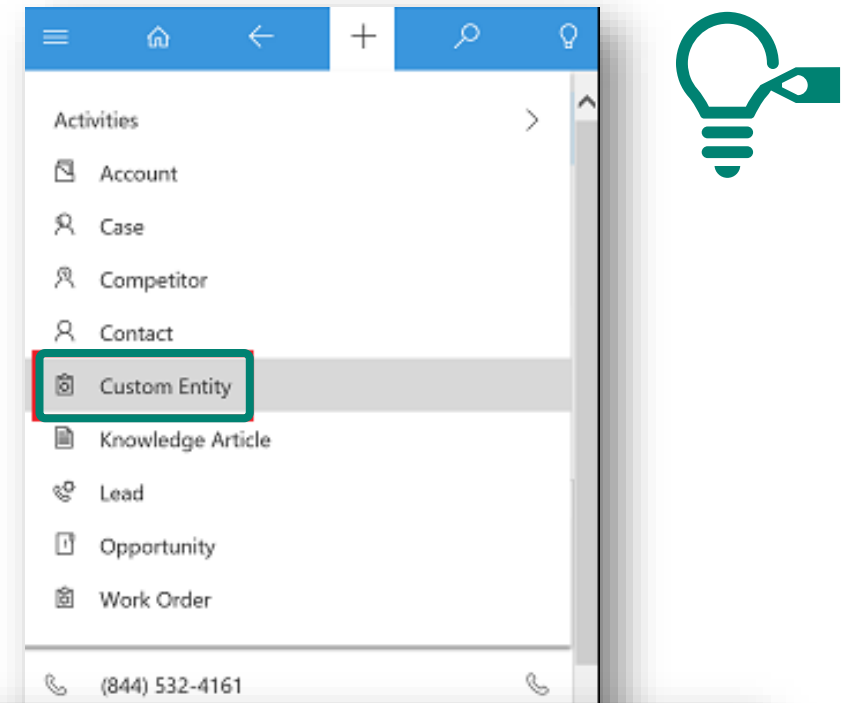 Activities
Account
Case
Competitor
Contact
Custom Entity
Knowledge Article
Lead
Opportunity
Work Order
(844) 532-4161